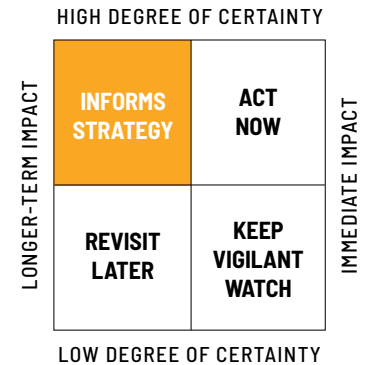 HIGH DEGREE OF CERTAINTY
LONGER-TERM IMPACT
INFORMS
STRATEGY
ACT
NOW
IMMEDIATE IMPACT
REVISIT
LATER
KEEP
VIGILANT
WATCH
LOW DEGREE OF CERTAINTY